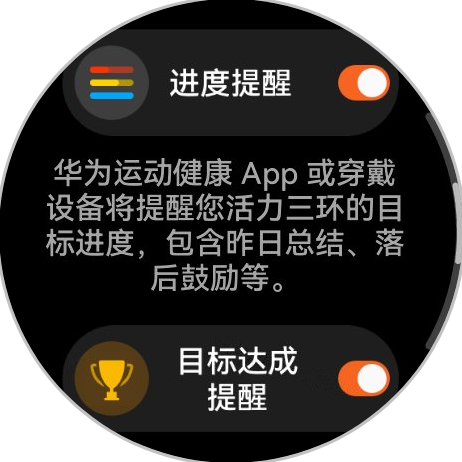 进度提醒
华为运动健康 App 或穿戴
设备将提醒您活力三环的目
标进度，包含昨日总结、落
后鼓励等。
目标达成
提醒